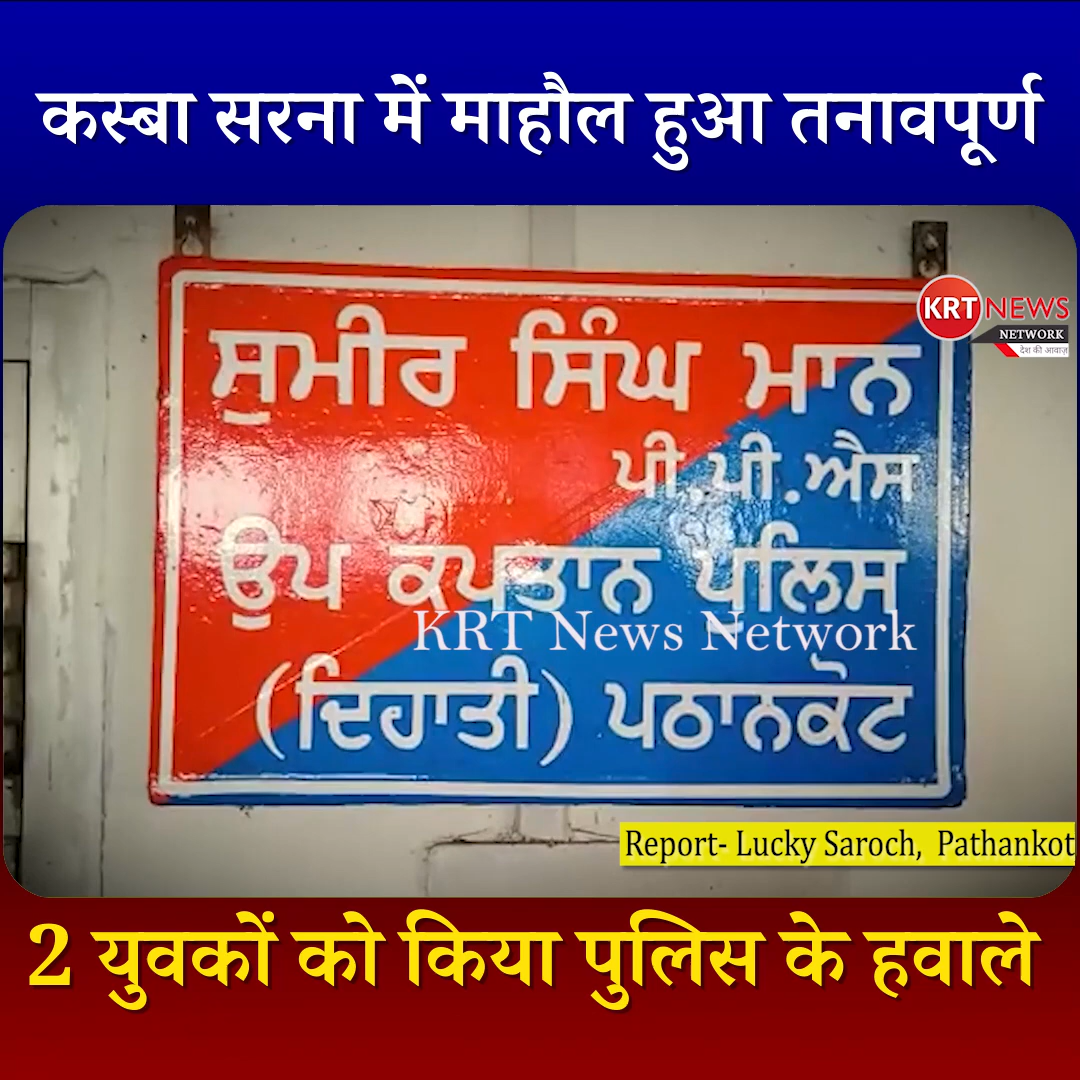 कस्बा सरना में माहौल हुआ तनावपूर्ण
KRT NEWS
NETWORK
देश की आवाज़
ਸੁਮੀਰ ਸਿੰਘ ਮਾਨ
ਪੀ.ਪੀ.ਐਸ
ਉਪ ਕਪਤਾਨ ਪੁਲਿਸ
KRT News Network
(ਦਿਹਾਤੀ) ਪਠਾਨਕੋਟ
Report- Lucky Saroch, Pathankot
2 युवकों को किया पुलिस के हवाले